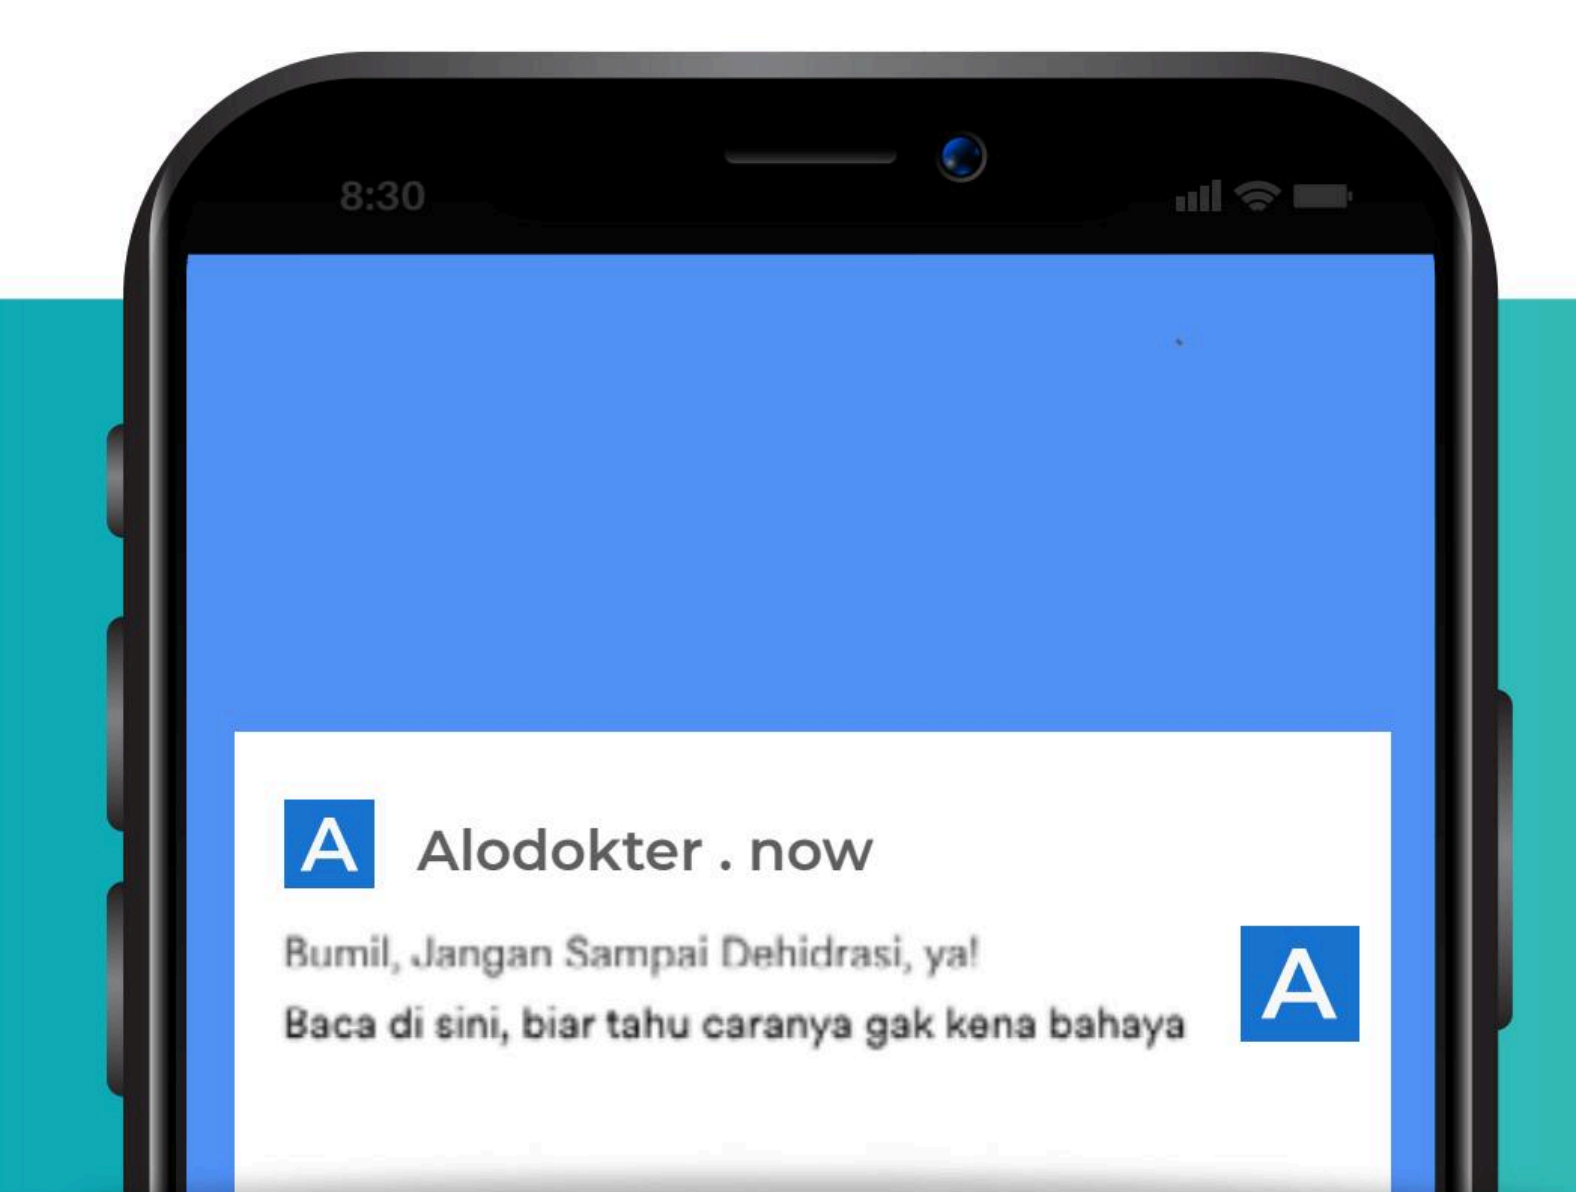 8:30
A Alodokter . now
Bumil, Jangan Sampai Dehidrasi, ya!
Baca di sini, biar tahu caranya gak kena bahaya
A